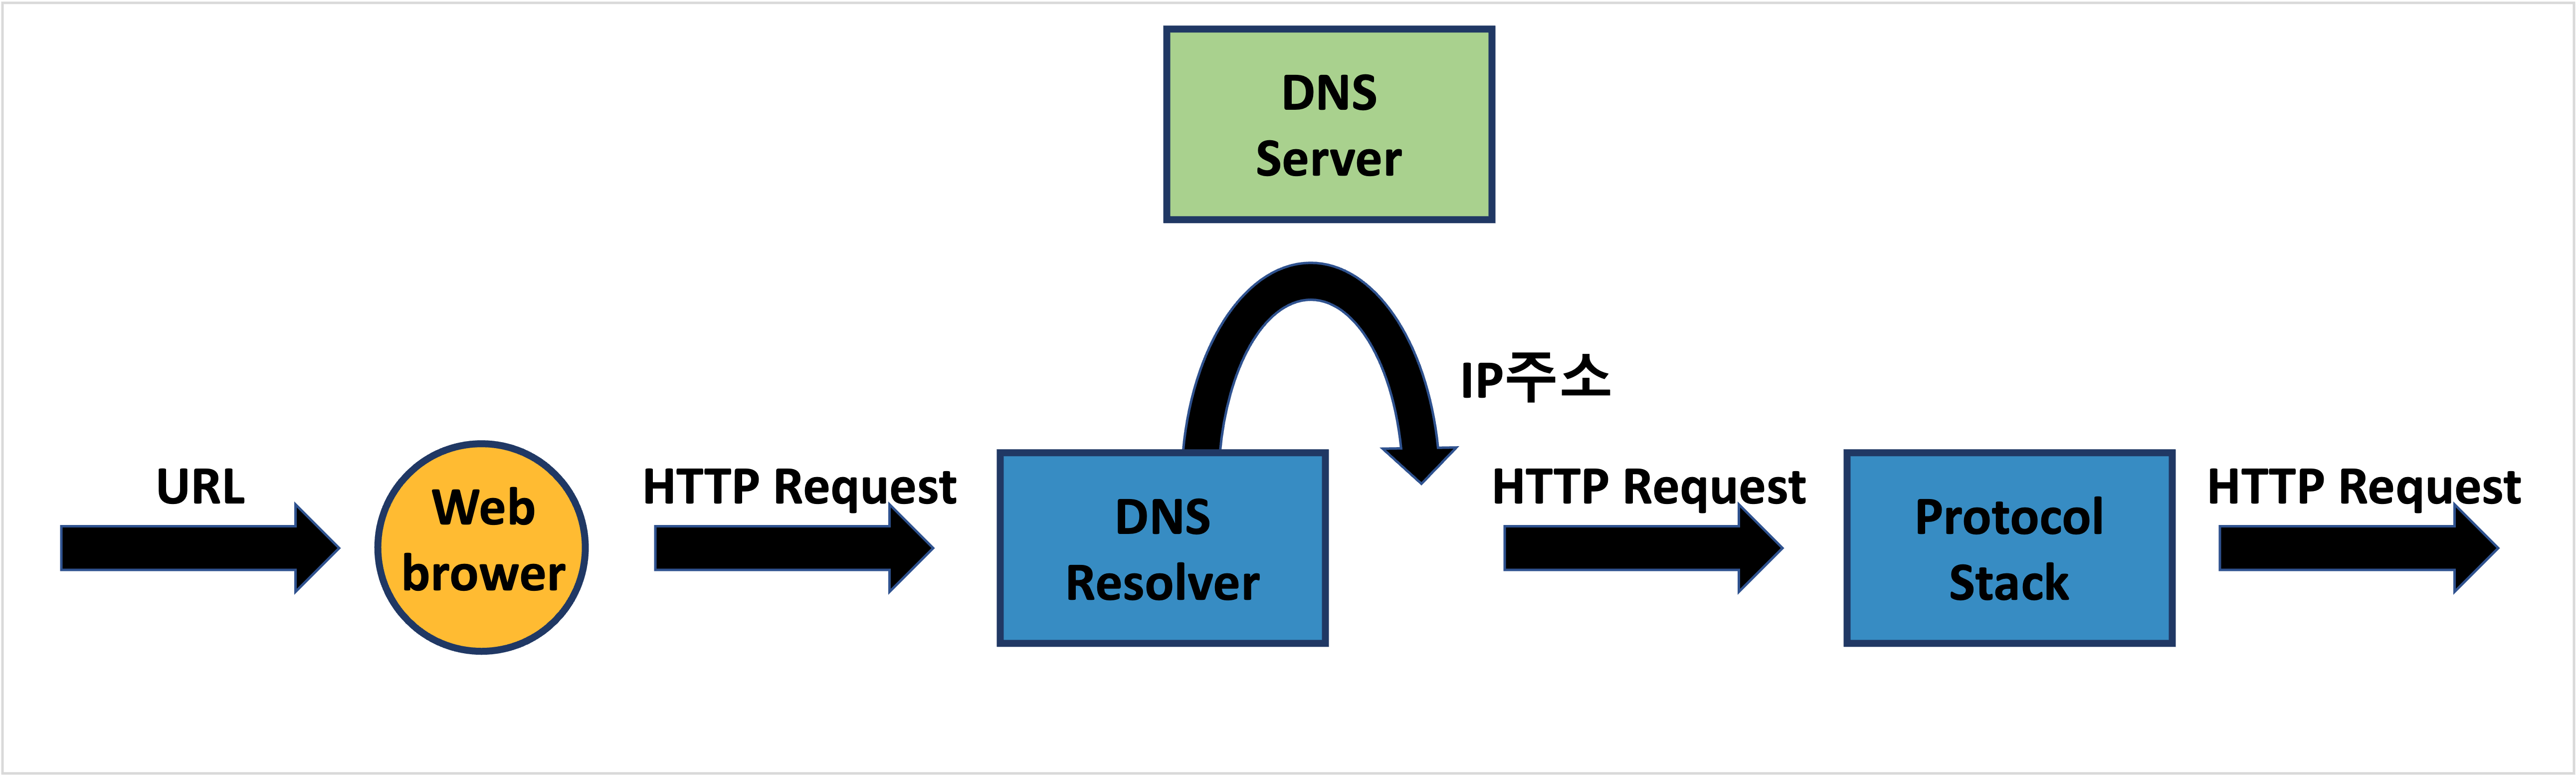 DNS
Server
IP주소
URL
Web
brower
HTTP Request
DNS
Resolver
HTTP Request
Protocol
Stack
HTTP Request